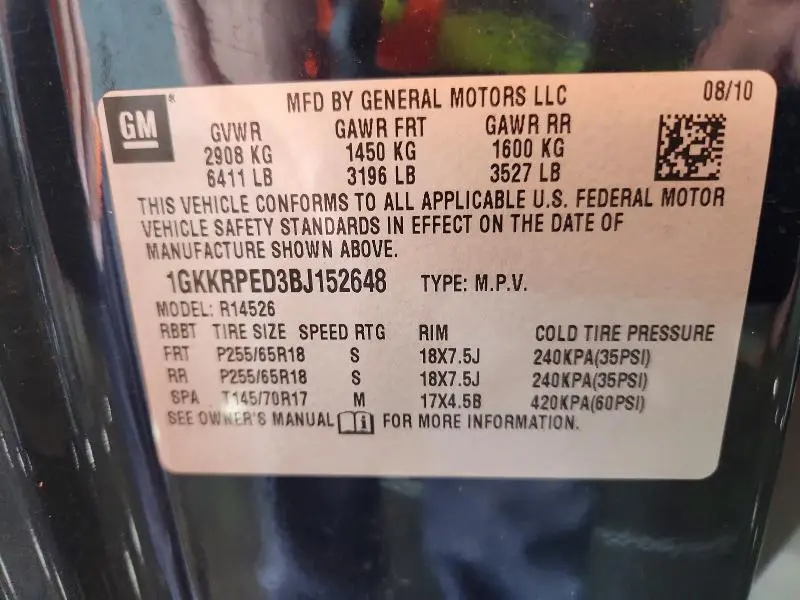 GM®
MFD BY GENERAL MOTORS LLC 08/10
GVWR GAWR FRT GAWR RR
2908 KG 1450 KG 1600 KG
6411 LB 3196 LB 3527 LB
THIS VEHICLE CONFORMS TO ALL APPLICABLE U.S. FEDERAL MOTOR
VEHICLE SAFETY STANDARDS IN EFFECT ON THE DATE OF
MANUFACTURE SHOWN ABOVE.
1GKKRPED3BJ152648 TYPE: M.P.V.
MODEL: R14526
RBBT TIRE SIZE SPEED RTG RIM COLD TIRE PRESSURE
FRT P255/65R18 S 18X7.5J 240KPA(35PSI)
RR P255/65R18 S 18X7.5J 240KPA(35PSI)
SPA T145/70R17 M 17X4.5B 420KPA(60PSI)
SEE OWNER'S MANUAL i FOR MORE INFORMATION.